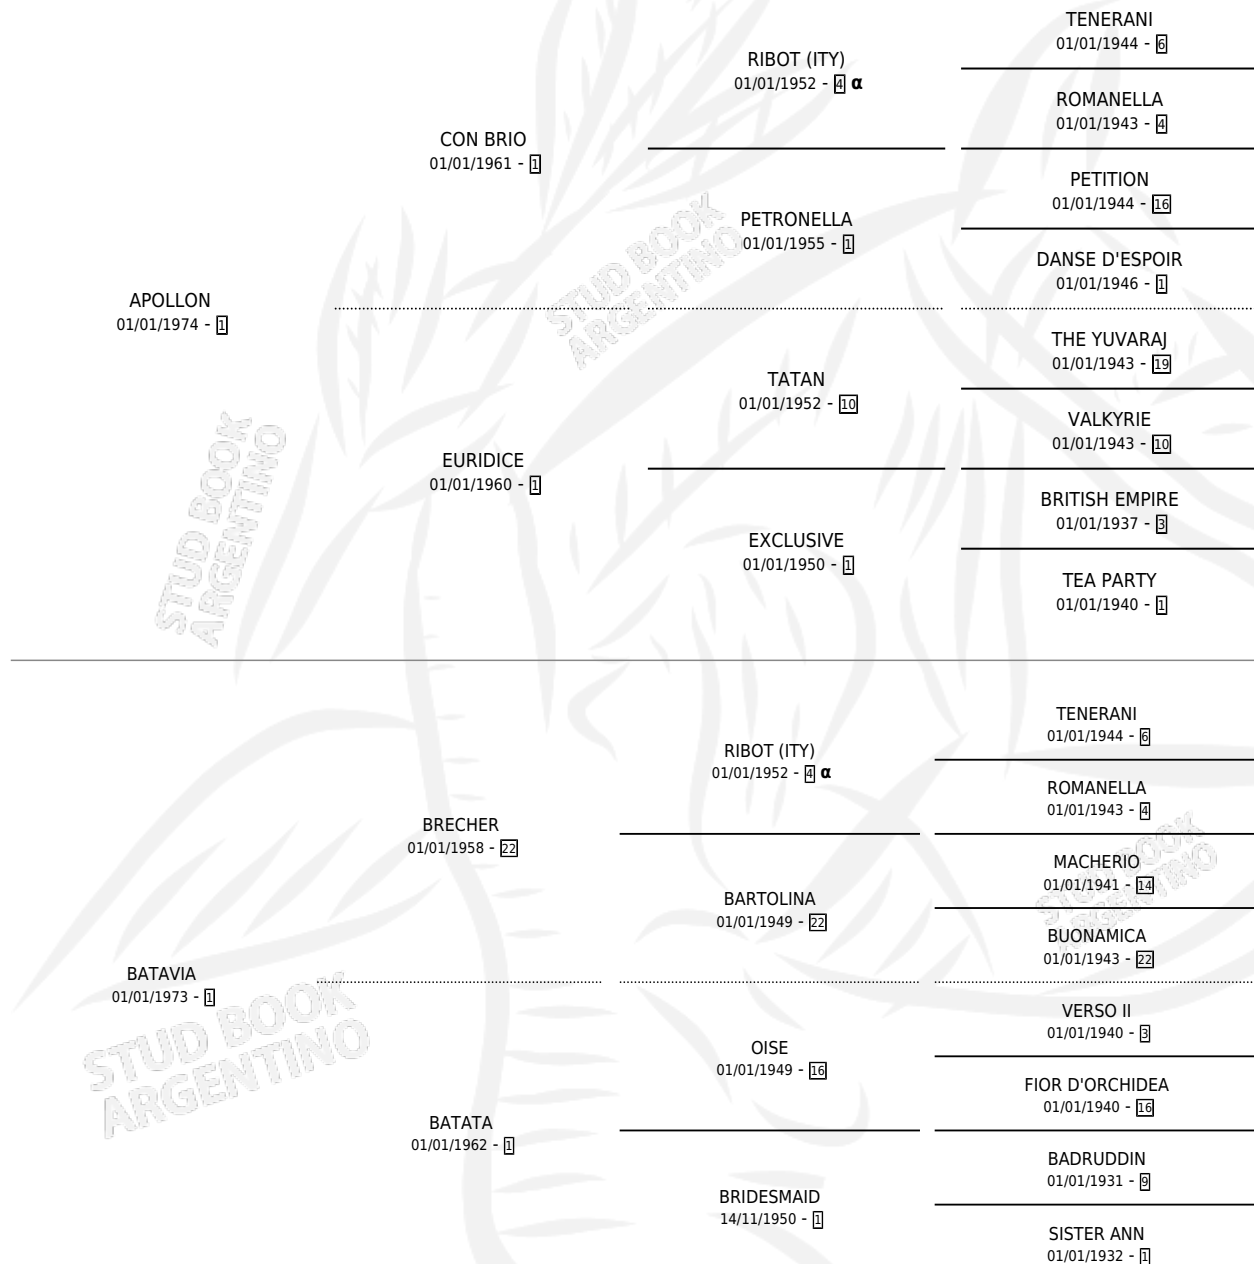 TENERANI
01/01/1944 - 6
RIBOT (ITY)
01/01/1952 - 4 α
ROMANELLA
01/01/1943 - 4
CON BRIO
01/01/1961 - 1
PETITION
01/01/1944 - 16
PETRONELLA
01/01/1955 - 1
DANSE D'ESPOIR
01/01/1946 - 1
STUD BOOK
ARGENTINO
APOLLON
01/01/1974 - 1
THE YUVARAJ
01/01/1943 - 19
TATAN
01/01/1952 - 10
VALKYRIE
01/01/1943 - 10
EURIDICE
01/01/1960 - 1
BRITISH EMPIRE
01/01/1937 - 3
EXCLUSIVE
01/01/1950 - 1
TEA PARTY
01/01/1940 - 1
STUD BOOK
ARGENTINO
TENERANI
01/01/1944 - 6
RIBOT (ITY)
01/01/1952 - 4 α
ROMANELLA
01/01/1943 - 4
BRECHER
01/01/1958 - 22
MACHERIO
01/01/1941 - 14
BARTOLINA
01/01/1949 - 22
BUONAMICA
01/01/1943 - 22
STUD BOOK
ARGENTINO
BATAVIA
01/01/1973 - 1
VERSO II
01/01/1940 - 3
OISE
01/01/1949 - 16
FIOR D'ORCHIDEA
01/01/1940 - 16
STUD BOOK
ARGENTINO
BATATA
01/01/1962 - 1
BADRUDDIN
01/01/1931 - 9
BRIDESMAID
14/11/1950 - 1
SISTER ANN
01/01/1932 - 1